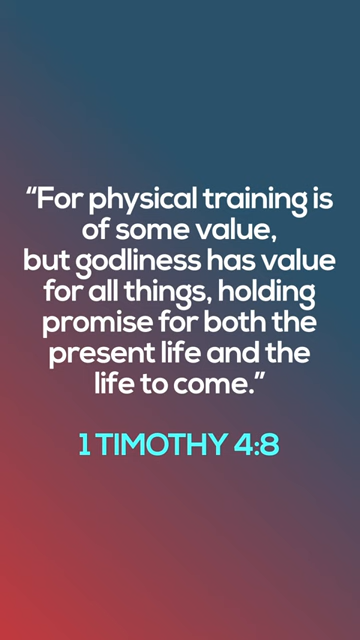 “For physical training is
of some value,
but godliness has value
for all things, holding
promise for both the
present life and the
life to come.”
1 TIMOTHY 4:8